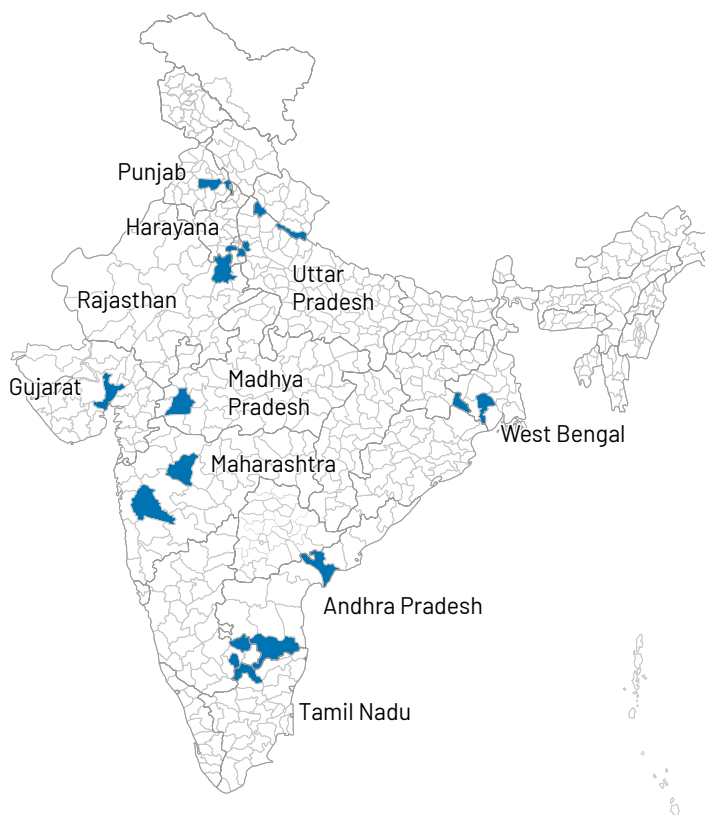 Punjab
Harayana
Uttar
Pradesh
Rajasthan
Gujarat
Madhya
Pradesh
West Bengal
Maharashtra
Andhra Pradesh
Tamil Nadu